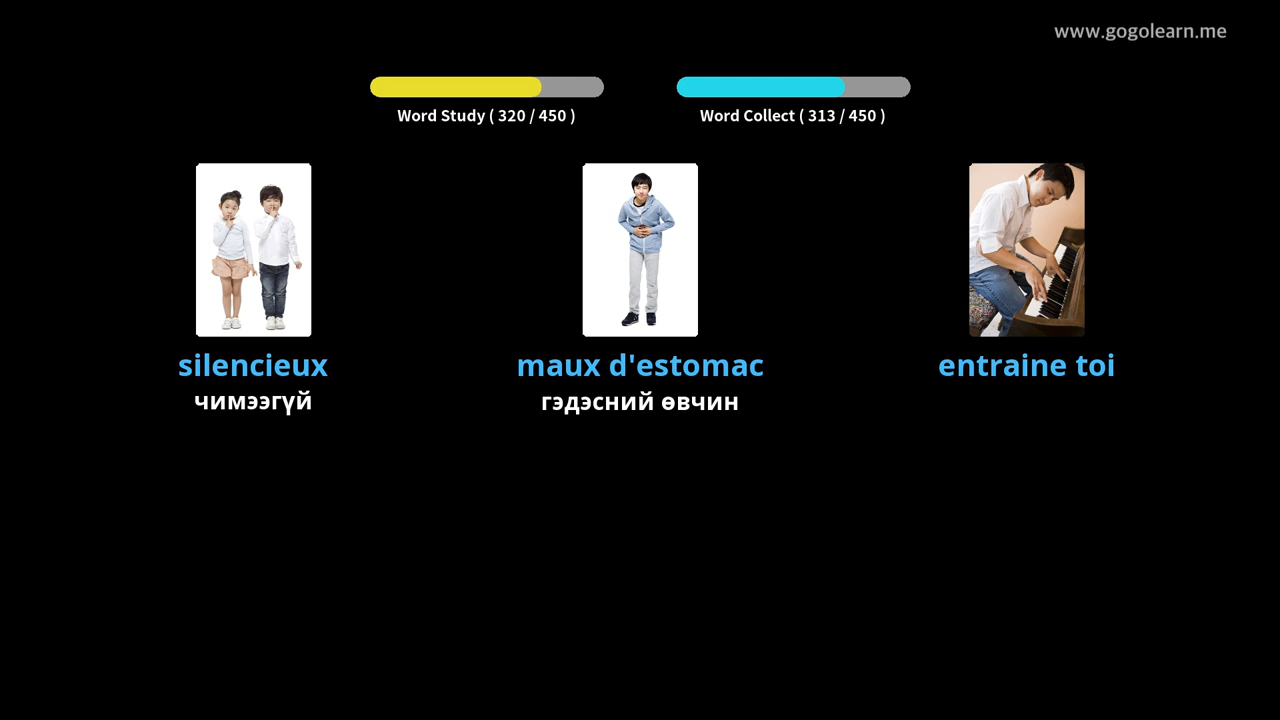 www.gogolearn.me
Word Study ( 320 / 450 )
Word Collect ( 313 / 450 )
silencieux
чимээгүй
maux d'estomac
гэдэсний өвчин
entraine toi